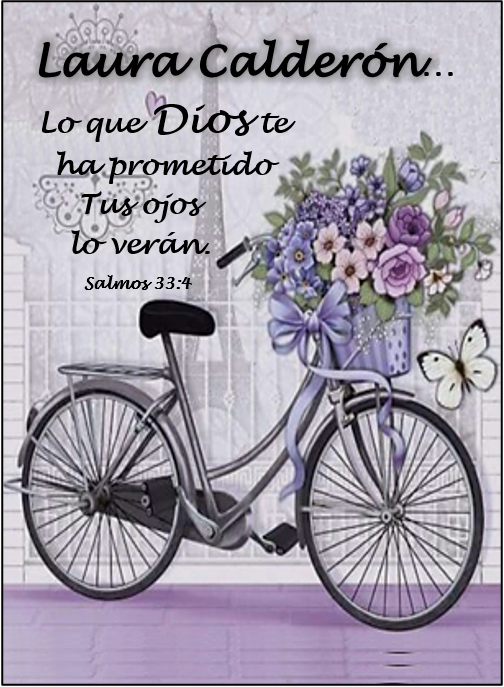 Laura Calderón...
Lo que Dios te
ha prometido
Tus ojos
lo verán.
Salmos 33:4